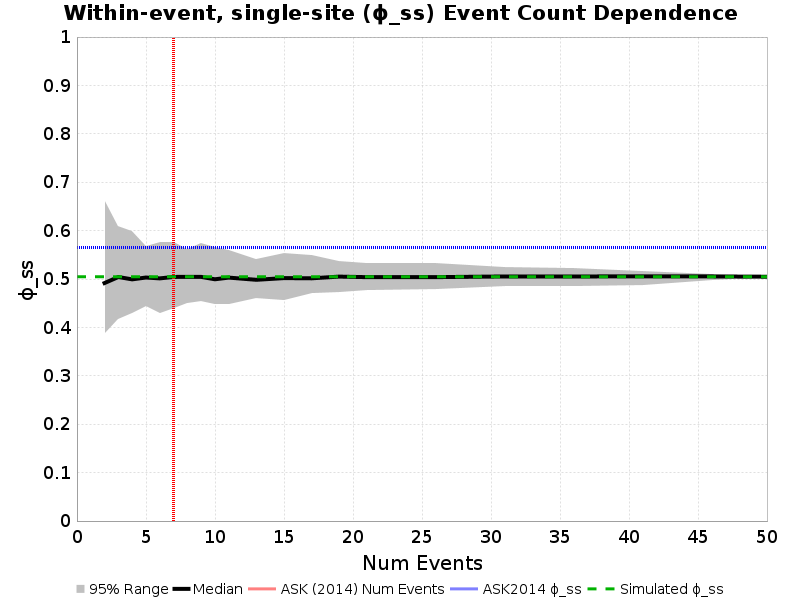 Within-event, single-site (ϕ_ss) Event Count Dependence
1
0.9
0.8
0.7
0.6
0.5
0.4
0.3
0.2
0.1
0
ϕ_ss
0 5 10 15 20 25 30 35 40 45 50
Num Events
95% Range Median ASK (2014) Num Events ASK2014 ϕ_ss Simulated ϕ_ss